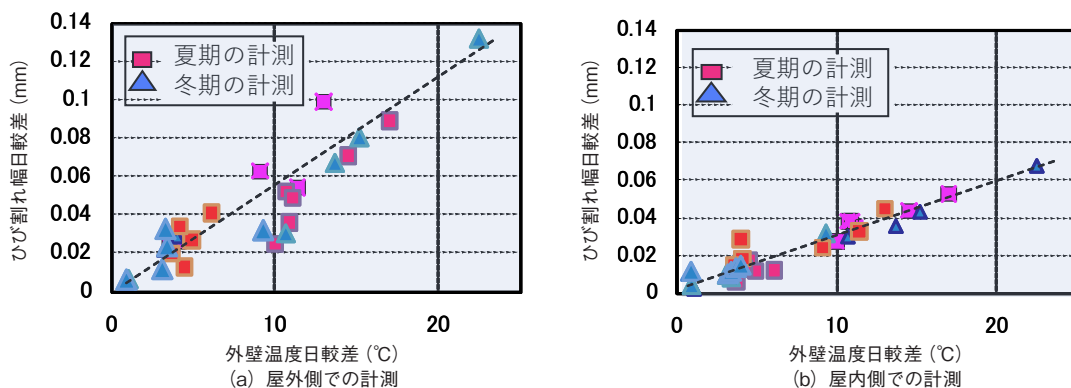 0.14
0.12
0.1
0.08
0.06
0.04
0.02
0
ひび割れ幅日較差 (mm)
夏期の計測
冬期の計測
0
10
20
外壁温度日較差 (℃)
(a) 屋外側での計測
0.14
0.12
0.1
0.08
0.06
0.04
0.02
0
ひび割れ幅日較差 (mm)
夏期の計測
冬期の計測
0
10
20
外壁温度日較差 (℃)
(b) 屋内側での計測